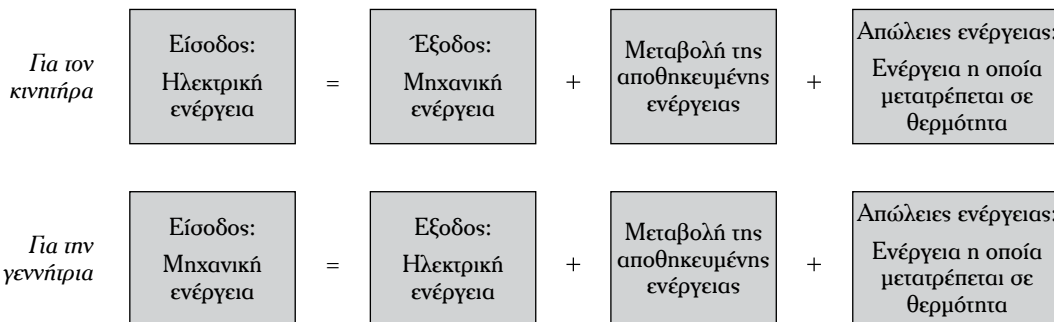 Για τον
κινητήρα
Είσοδος:
Ηλεκτρική
ενέργεια
=
Έξοδος:
Μηχανική
ενέργεια
+
Μεταβολή της
αποθηκευμένης
ενέργειας
+
Απώλειες ενέργειας:
Ενέργεια η οποία
μετατρέπεται σε
θερμότητα
Για την
γεννήτρια
Είσοδος:
Μηχανική
ενέργεια
=
Εξοδος:
Ηλεκτρική
ενέργεια
+
Μεταβολή της
αποθηκευμένης
ενέργειας
+
Απώλειες ενέργειας:
Ενέργεια η οποία
μετατρέπεται σε
θερμότητα